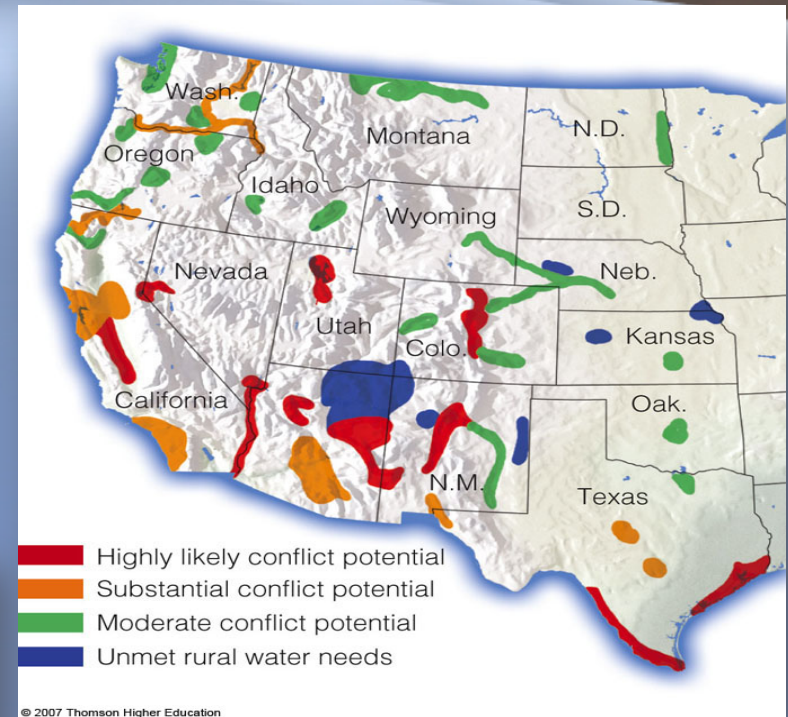 Wash.
Montana
N.D.
Oregon
Idaho
S.D.
Wyoming
Nevada
Neb.
Utah
Colo.
Kansas
California
Oak.
N.M.
Texas
Highly likely conflict potential
Substantial conflict potential
Moderate conflict potential
Unmet rural water needs
© 2007 Thomson Higher Education